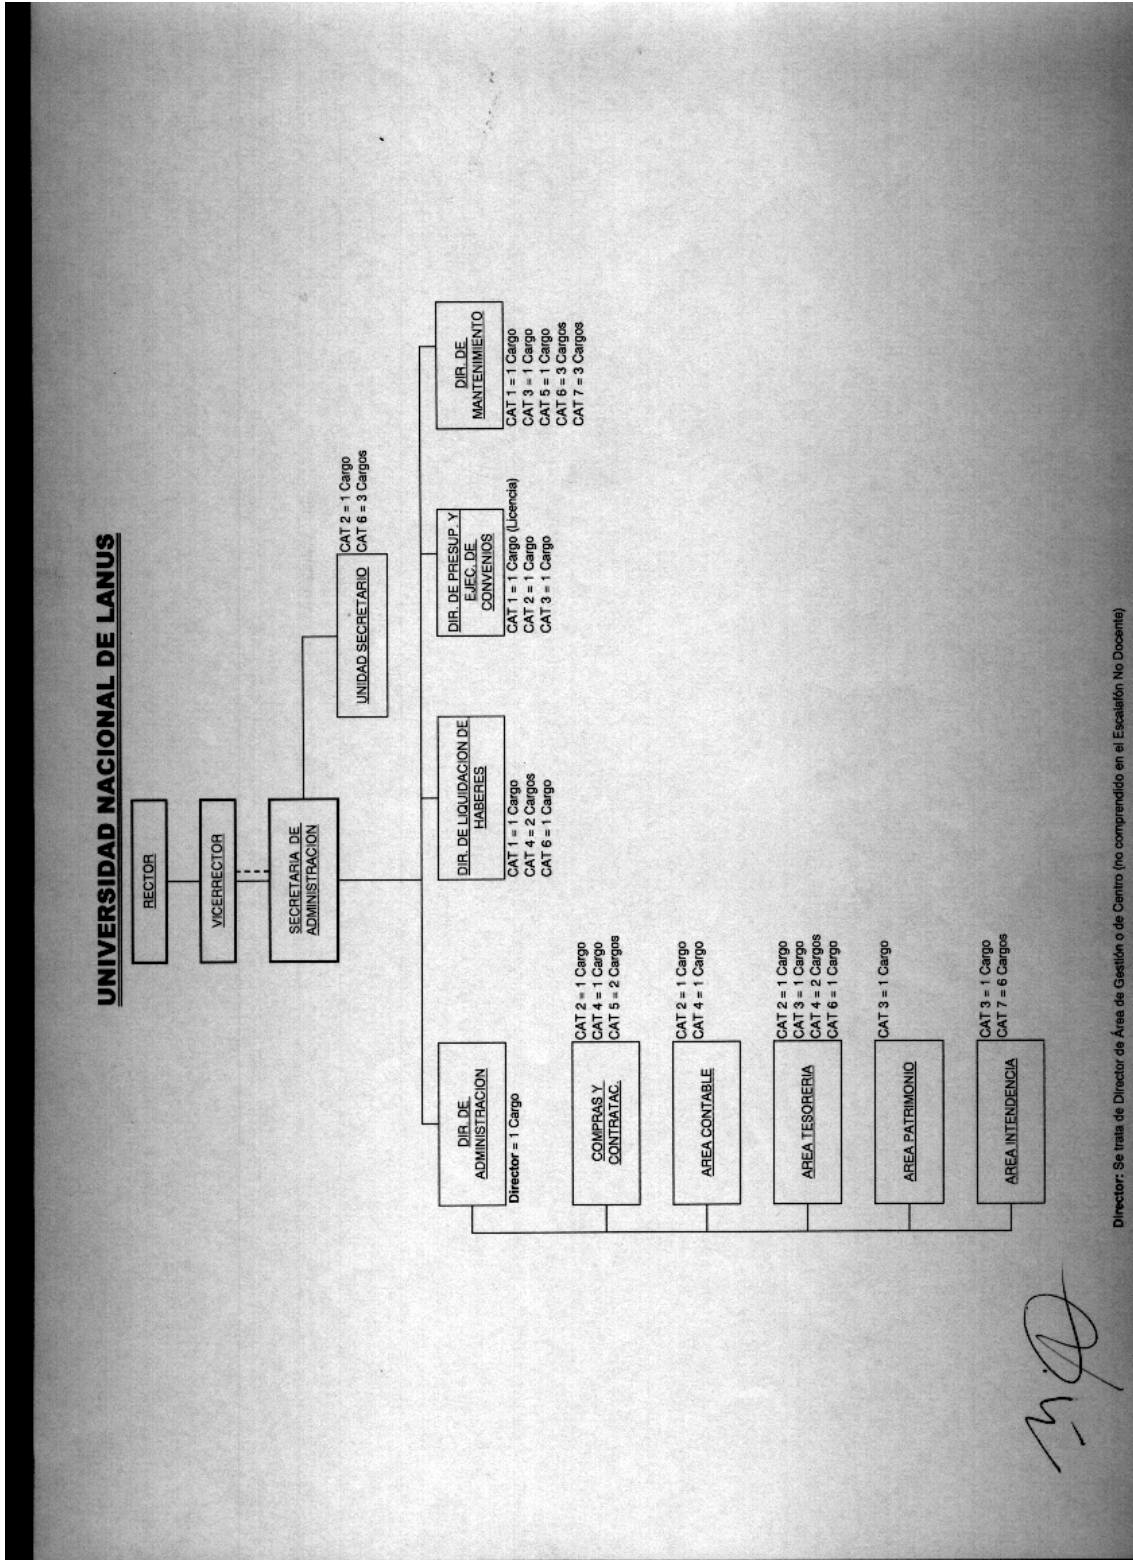 UNIVERSIDAD NACIONAL DE LANUS
RECTOR
VICERRECTOR
SECRETARIA DE
ADMINISTRACION
UNIDAD SECRETARIO
CAT 2 = 1 Cargo
CAT 6 = 3 Cargos
DIR. DE
ADMINISTRACION
Director = 1 Cargo
DIR. DE LIQUIDACION DE
HABERES
CAT 1 = 1 Cargo
CAT 4 = 2 Cargos
CAT 6 = 1 Cargo
DIR. DE PRESUP. Y
EJEC. DE
CONVENIOS
CAT 1 = 1 Cargo (Licencia)
CAT 2 = 1 Cargo
CAT 3 = 1 Cargo
DIR. DE
MANTENIMIENTO
CAT 1 = 1 Cargo
CAT 3 = 1 Cargo
CAT 5 = 1 Cargo
CAT 6 = 3 Cargos
CAT 7 = 3 Cargos
COMPRAS Y
CONTRATAC.
CAT 2 = 1 Cargo
CAT 4 = 1 Cargo
CAT 5 = 2 Cargos
AREA CONTABLE
CAT 2 = 1 Cargo
CAT 4 = 1 Cargo
AREA TESORERIA
CAT 2 = 1 Cargo
CAT 3 = 1 Cargo
CAT 4 = 2 Cargos
CAT 6 = 1 Cargo
AREA PATRIMONIO
CAT 3 = 1 Cargo
AREA INTENDENCIA
CAT 3 = 1 Cargo
CAT 7 = 6 Cargos
Director: Se trata de Director de Área de Gestión o de Centro (no comprendido en el Escalafón No Docente)